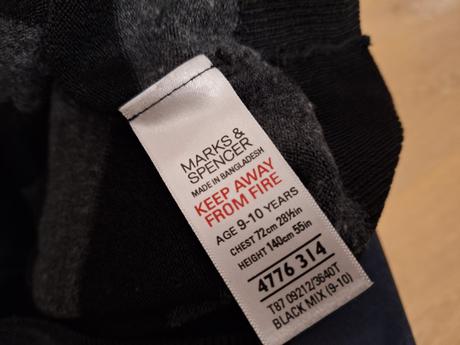 MARKS &
SPENCER
MADE IN BANGLADESH
KEEP AWAY
FROM FIRE
AGE 9-10 YEARS
CHEST 72cm 28½in
HEIGHT 140cm 55in
4776 314
T87 09212/3640T
BLACK MIX (9-10)